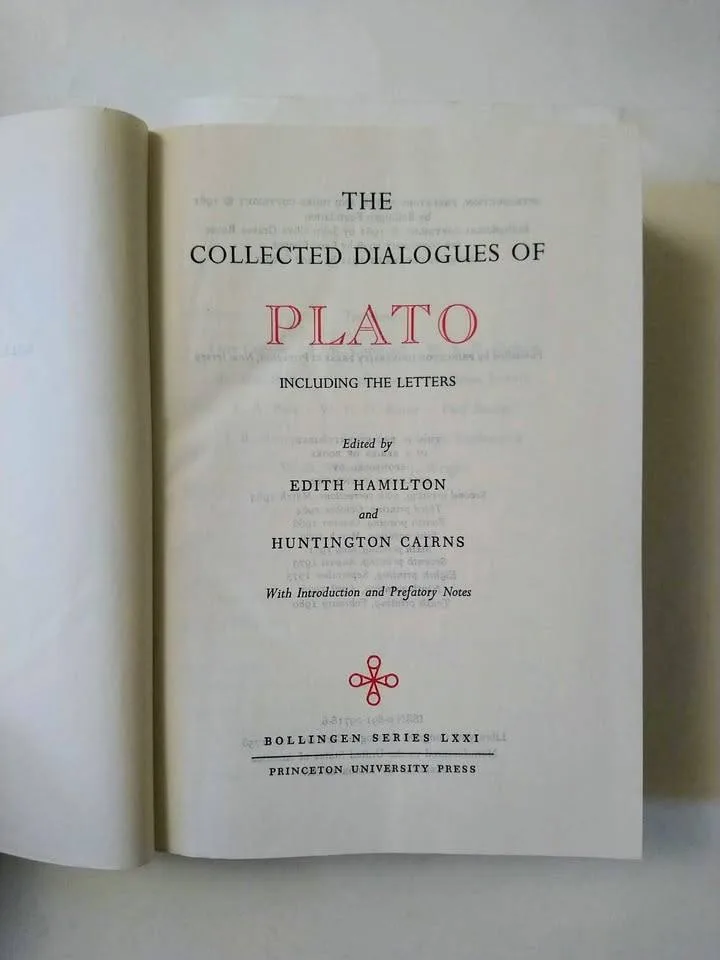 THE
COLLECTED DIALOGUES OF
PLATO
INCLUDING THE LETTERS
Edited by
EDITH HAMILTON
and
HUNTINGTON CAIRNS
With Introduction and Prefatory Notes
BOLLINGEN SERIES LXXI
PRINCETON UNIVERSITY PRESS